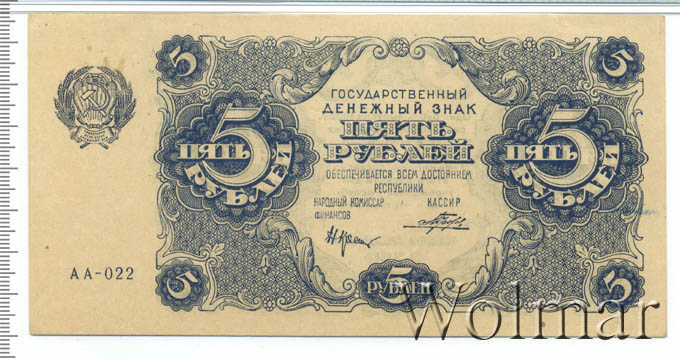 5
5
ГОСУДАРСТВЕННЫЙ
ДЕНЕЖНЫЙ ЗНАК
ПЯТЬ
РУБЛЕЙ
5
ПЯТЬ
РУБЛЕЙ
5
ПЯТЬ
РУБЛЕЙ
ОБЕСПЕЧИВАЕТСЯ ВСЕМ ДОСТОЯНИЕМ
РЕСПУБЛИКИ
НАРОДНЫЙ КОМИССАР
ФИНАНСОВ
КАССИР
АА-022
5
5
РУБЛЕЙ
5
Wolmar